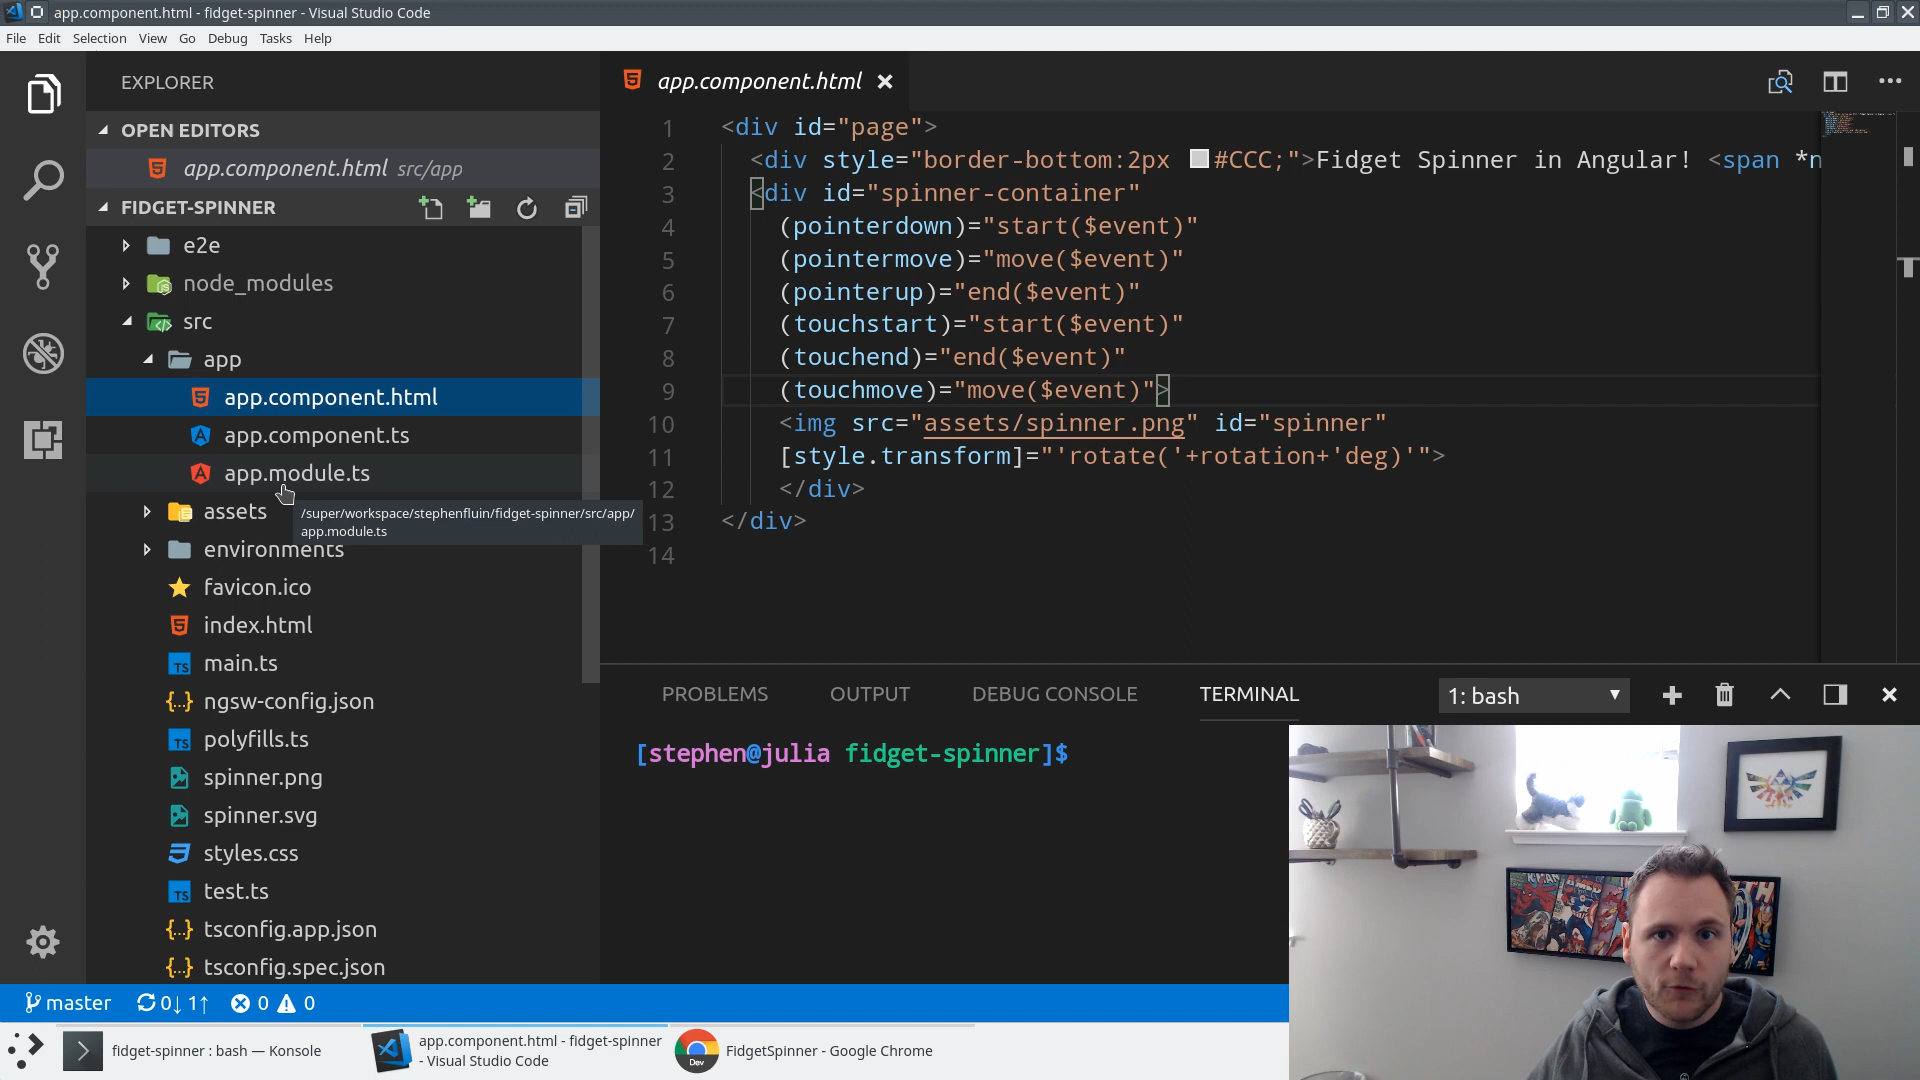 app.component.html - fidget-spinner - Visual Studio Code
File Edit Selection View Go Debug Tasks Help
EXPLORER
OPEN EDITORS
app.component.html src/app
FIDGET-SPINNER
e2e
node_modules
src
app
app.component.html
app.component.ts
app.module.ts
assets
/super/workspace/stephenfluin/fidget-spinner/src/app/
app.module.ts
environments
favicon.ico
index.html
main.ts
ngsw-config.json
polyfills.ts
spinner.png
spinner.svg
styles.css
test.ts
tsconfig.app.json
tsconfig.spec.json
app.component.html
1 <div id="page">
2 <div style="border-bottom:2px #CCC;">Fidget Spinner in Angular! <span *n
3 <div id="spinner-container"
4 (pointerdown)="start($event)"
5 (pointermove)="move($event)"
6 (pointerup)="end($event)"
7 (touchstart)="start($event)"
8 (touchend)="end($event)"
9 (touchmove)="move($event)">
10 <img src="assets/spinner.png" id="spinner"
11 [style.transform]="'rotate('+rotation+'deg)'">
12 </div>
13 </div>
14
PROBLEMS OUTPUT DEBUG CONSOLE TERMINAL 1: bash
[stephen@julia fidget-spinner]$
master 0↓ 1↑ 0 0
fidget-spinner : bash — Konsole
app.component.html - fidget-spinner
- Visual Studio Code
Dev
FidgetSpinner - Google Chrome